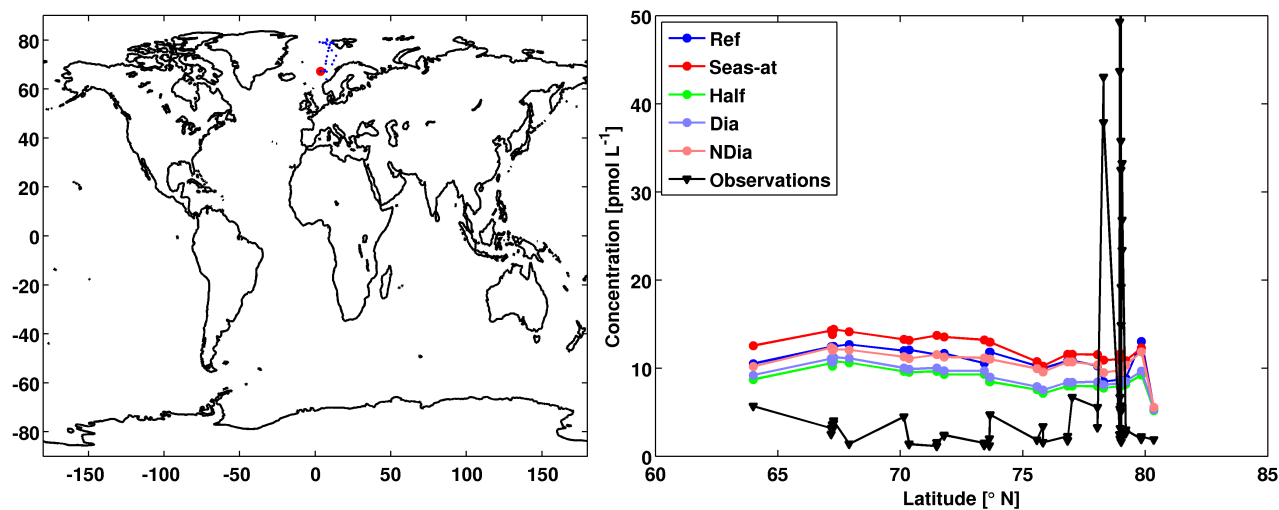 80
60
40
20
0
-20
-40
-60
-80
-150 -100 -50 0 50 100 150
50
40
30
20
10
0
60 65 70 75 80 85
Concentration [pmol L⁻¹]
Latitude [° N]
Ref
Seas-at
Half
Dia
NDia
Observations